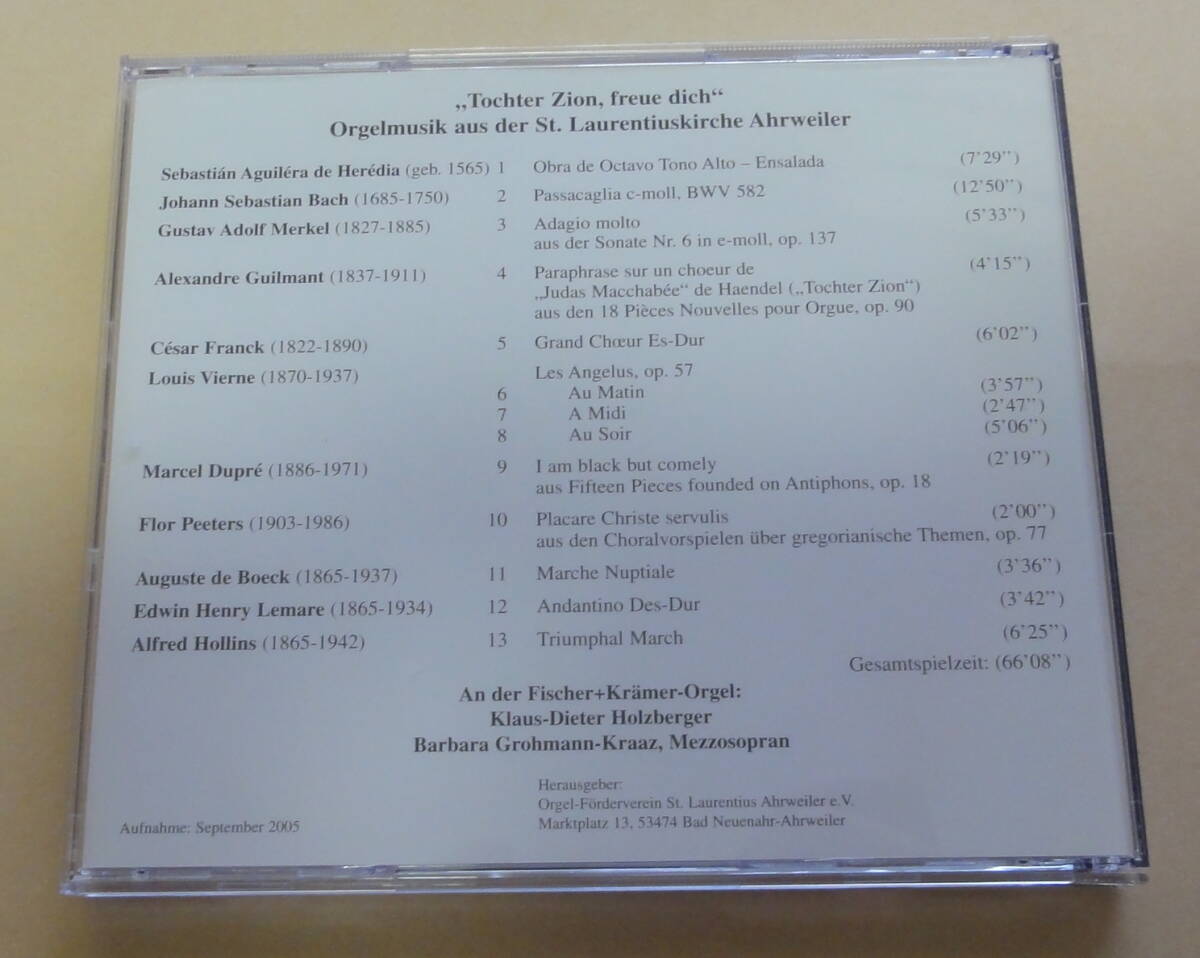 „Tochter Zion, freue dich“
Orgelmusik aus der St. Laurentiuskirche Ahrweiler
Sebastián Aguiléra de Herédia (geb. 1565) 1 Obra de Octavo Tono Alto – Ensalada (7’29”)
Johann Sebastian Bach (1685-1750) 2 Passacaglia c-moll, BWV 582 (12’50”)
Gustav Adolf Merkel (1827-1885) 3 Adagio molto (5’33”)
aus der Sonate Nr. 6 in e-moll, op. 137
Alexandre Guilmant (1837-1911) 4 Paraphrase sur un choeur de (4’15”)
„Judas Macchabée“ de Haendel („Tochter Zion“)
aus den 18 Pièces Nouvelles pour Orgue, op. 90
César Franck (1822-1890) 5 Grand Chœur Es-Dur (6’02”)
Louis Vierne (1870-1937) Les Angelus, op. 57
6 Au Matin (3’57”)
7 A Midi (2’47”)
8 Au Soir (5’06”)
Marcel Dupré (1886-1971) 9 I am black but comely (2’19”)
aus Fifteen Pieces founded on Antiphons, op. 18
Flor Peeters (1903-1986) 10 Placare Christe servulis (2’00”)
aus den Choralvorspielen über gregorianische Themen, op. 77
Auguste de Boeck (1865-1937) 11 Marche Nuptiale (3’36”)
Edwin Henry Lemare (1865-1934) 12 Andantino Des-Dur (3’42”)
Alfred Hollins (1865-1942) 13 Triumphal March (6’25”)
Gesamtspielzeit: (66’08”)
An der Fischer+Krämer-Orgel:
Klaus-Dieter Holzberger
Barbara Grohmann-Kraaz, Mezzosopran
Herausgeber:
Orgel-Förderverein St. Laurentius Ahrweiler e.V.
Marktplatz 13, 53474 Bad Neuenahr-Ahrweiler
Aufnahme: September 2005